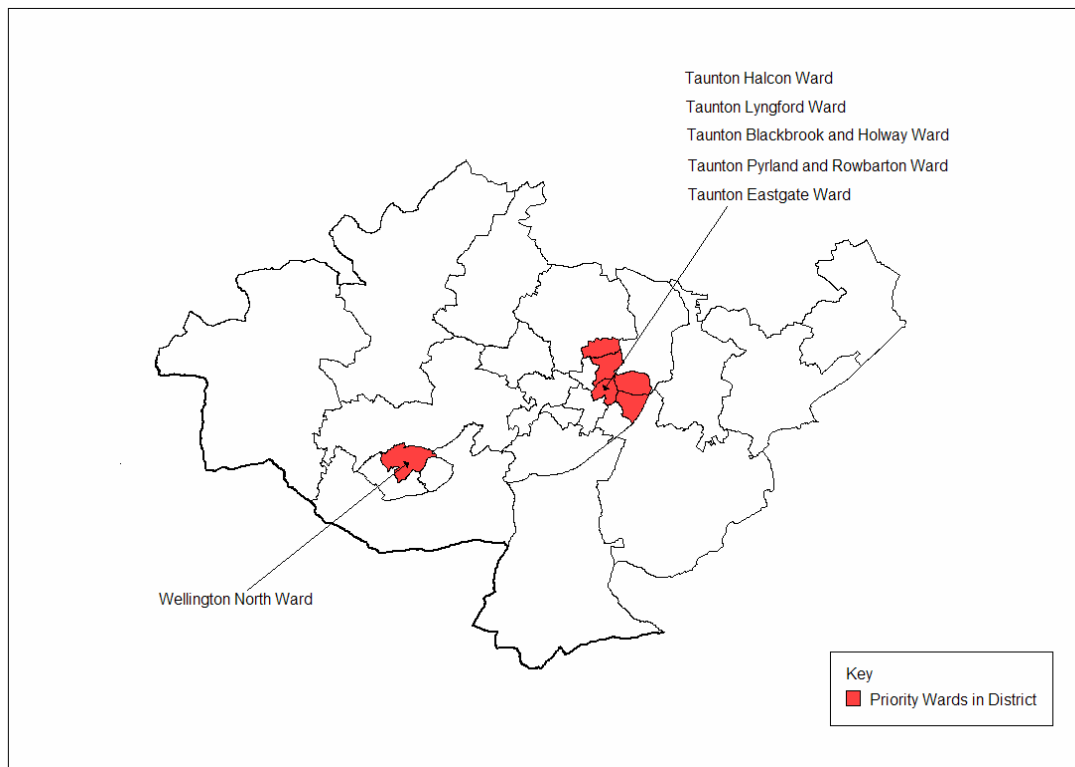 Taunton Halcon Ward
Taunton Lyngford Ward
Taunton Blackbrook and Holway Ward
Taunton Pyrland and Rowbarton Ward
Taunton Eastgate Ward
Wellington North Ward
Key
Priority Wards in District